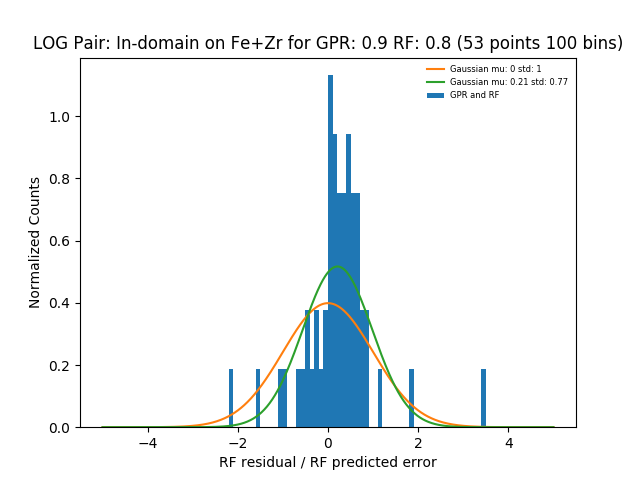 LOG Pair: In-domain on Fe+Zr for GPR: 0.9 RF: 0.8 (53 points 100 bins)
Gaussian mu: 0 std: 1
Gaussian mu: 0.21 std: 0.77
GPR and RF
Normalized Counts
1.0
0.8
0.6
0.4
0.2
0.0
−4 −2 0 2 4
RF residual / RF predicted error